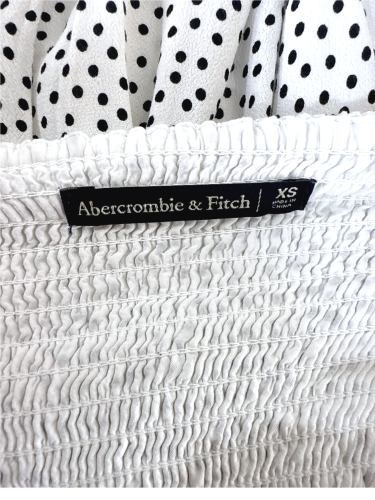 Abercrombie & Fitch | XS
MADE IN
CHINA